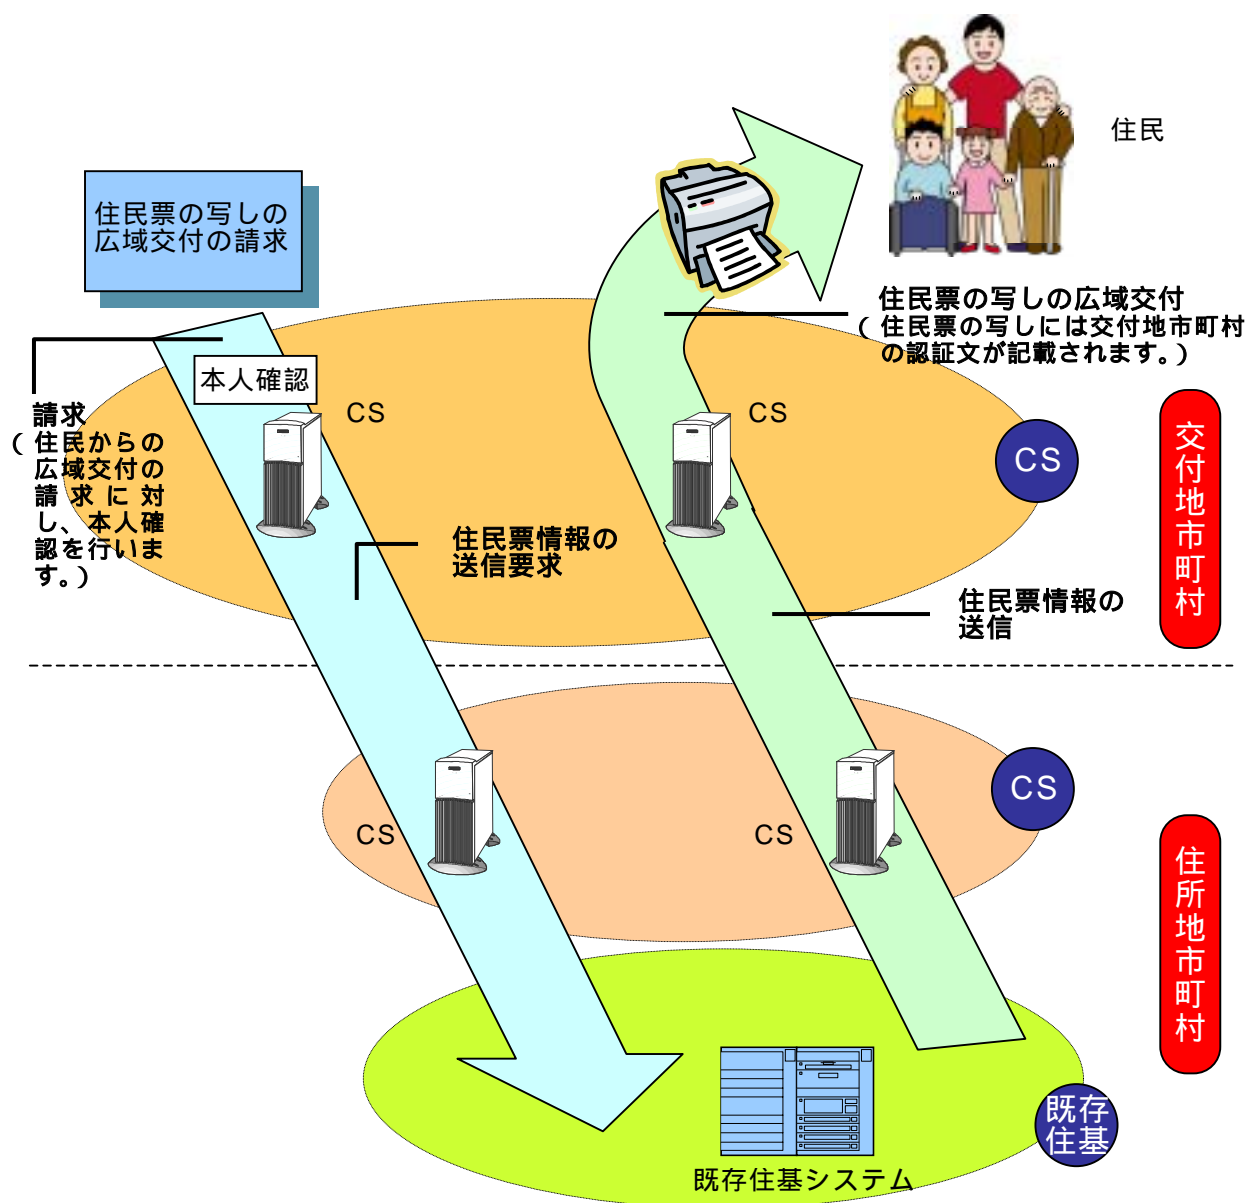 住民
住民票の写しの
広域交付の請求
住民票の写しの広域交付
(住民票の写しには交付地市町村
の認証文が記載されます。)
本人確認
請求
(住民からの
広域交付の
請求に対
し、本人確
認を行いま
す。)
CS
CS
CS
交付地市町村
住民票情報の
送信要求
住民票情報の
送信
CS
CS
CS
住所地市町村
既存
住基
既存住基システム